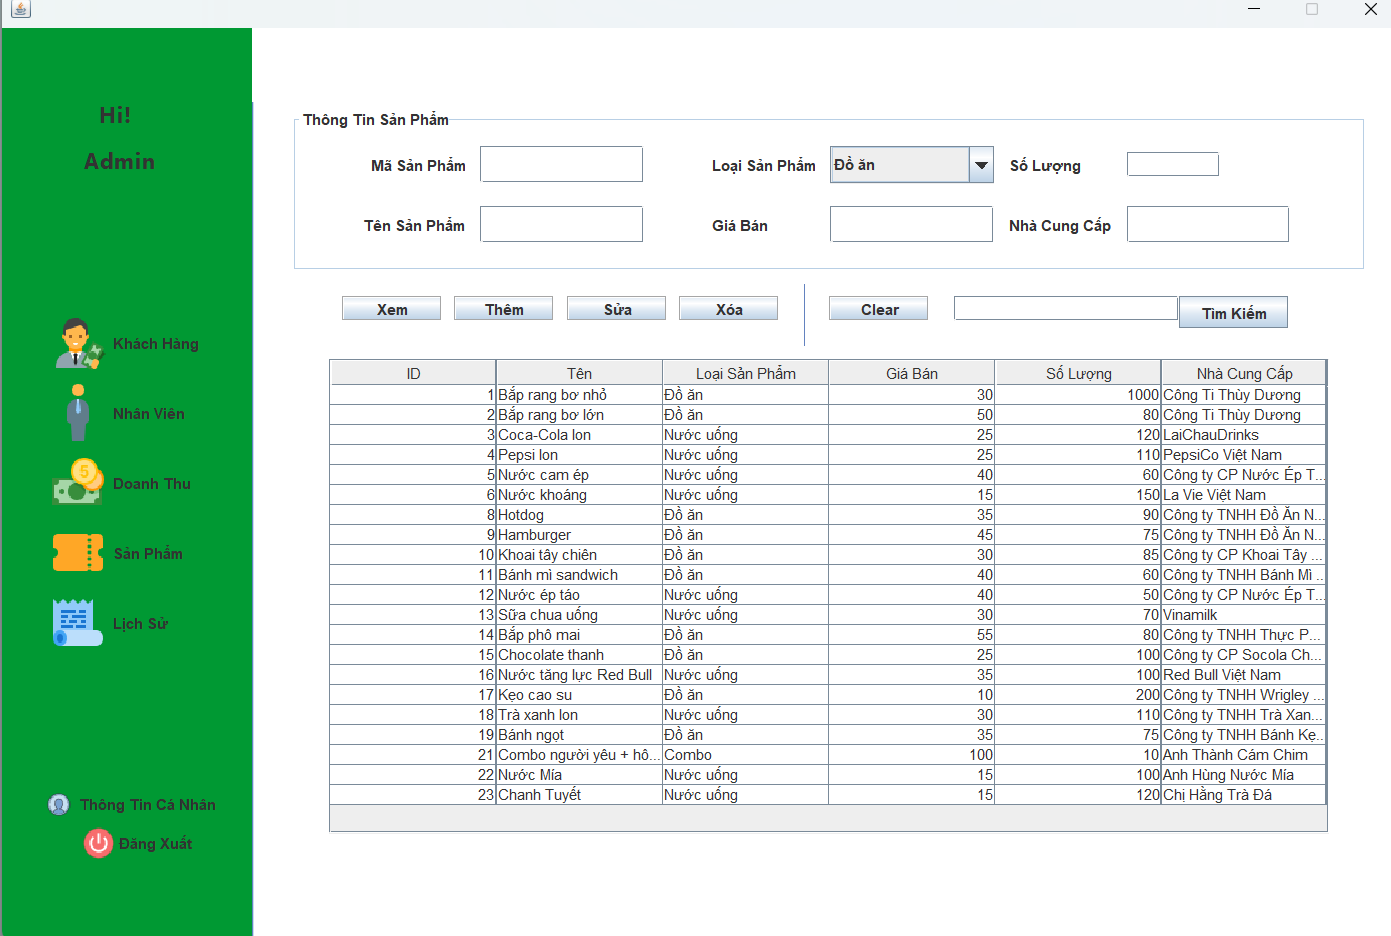 Hi!
Admin
Khách Hàng
Nhân Viên
Doanh Thu
Sản Phẩm
Lịch Sử
Thông Tin Cá Nhân
Đăng Xuất
Thông Tin Sản Phẩm
Mã Sản Phẩm Loại Sản Phẩm Đồ ăn Số Lượng
Tên Sản Phẩm Giá Bán Nhà Cung Cấp
Xem Thêm Sửa Xóa Clear Tìm Kiếm
ID Tên Loại Sản Phẩm Giá Bán Số Lượng Nhà Cung Cấp
1 Bắp rang bơ nhỏ Đồ ăn 30 1000 Công Ti Thùy Dương
2 Bắp rang bơ lớn Đồ ăn 50 80 Công Ti Thùy Dương
3 Coca-Cola lon Nước uống 25 120 LaiChauDrinks
4 Pepsi lon Nước uống 25 110 PepsiCo Việt Nam
5 Nước cam ép Nước uống 40 60 Công ty CP Nước Ép T...
6 Nước khoáng Nước uống 15 150 La Vie Việt Nam
8 Hotdog Đồ ăn 35 90 Công ty TNHH Đồ Ăn N...
9 Hamburger Đồ ăn 45 75 Công ty TNHH Đồ Ăn N...
10 Khoai tây chiên Đồ ăn 30 85 Công ty CP Khoai Tây ...
11 Bánh mì sandwich Đồ ăn 40 60 Công ty TNHH Bánh Mì ...
12 Nước ép táo Nước uống 40 50 Công ty CP Nước Ép T...
13 Sữa chua uống Nước uống 30 70 Vinamilk
14 Bắp phô mai Đồ ăn 55 80 Công ty TNHH Thực P...
15 Chocolate thanh Đồ ăn 25 100 Công ty CP Socola Ch...
16 Nước tăng lực Red Bull Nước uống 35 100 Red Bull Việt Nam
17 Kẹo cao su Đồ ăn 10 200 Công ty TNHH Wrigley ...
18 Trà xanh lon Nước uống 30 110 Công ty TNHH Trà Xan...
19 Bánh ngọt Đồ ăn 35 75 Công ty TNHH Bánh Kẹ...
21 Combo người yêu + hô... Combo 100 10 Anh Thành Cám Chim
22 Nước Mía Nước uống 15 100 Anh Hùng Nước Mía
23 Chanh Tuyết Nước uống 15 120 Chị Hằng Trà Đá